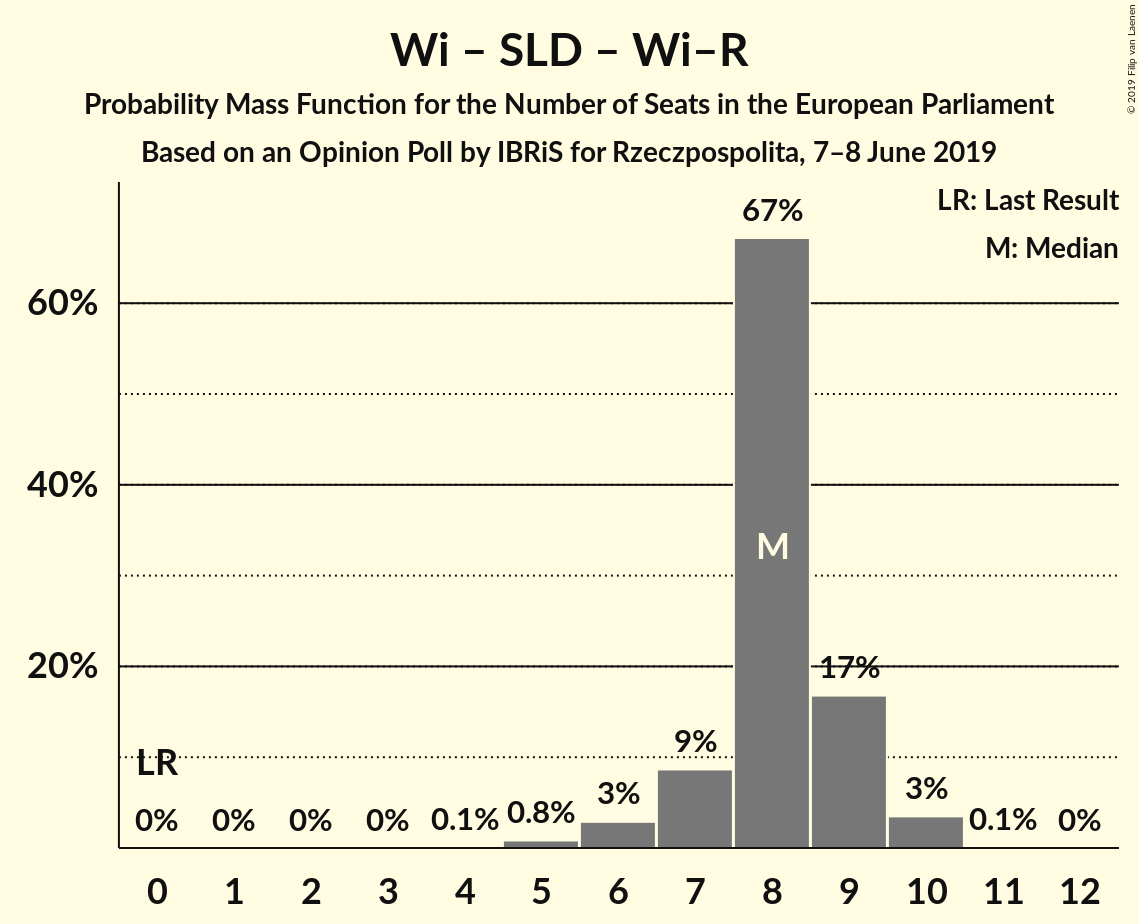 Wi – SLD – Wi–R
Probability Mass Function for the Number of Seats in the European Parliament
Based on an Opinion Poll by IBRiS for Rzeczpospolita, 7–8 June 2019
© 2019 Filip van Laenen
LR: Last Result
M: Median
67%
60%
40%
M
20%
17%
9%
LR
3%
3%
0%
0%
0%
0%
0.1%
0.8%
0.1%
0%
0 1 2 3 4 5 6 7 8 9 10 11 12